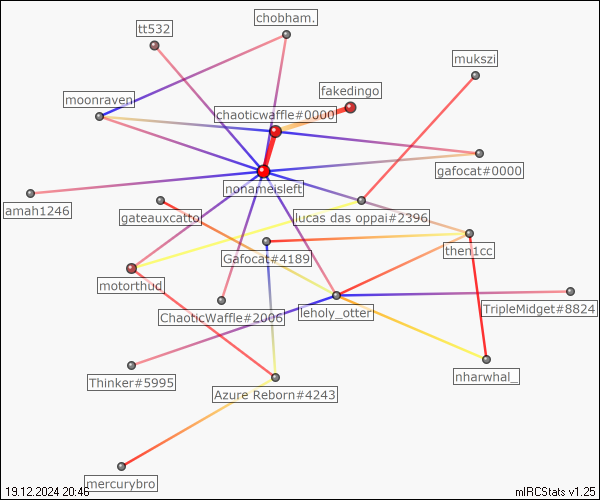 chobham.
tt532
mukszi
fakedingo
moonraven
chaoticwaffle#0000
gafocat#0000
nonameisleft
amah1246
gateauxcatto
lucas das oppai#2396
then1cc
Gafocat#4189
motorthud
ChaoticWaffle#2006
leholy_otter
TripleMidget#8824
Thinker#5995
nharwhal_
Azure Reborn#4243
mercurybro
19.12.2024 20:46
mIRCStats v1.25